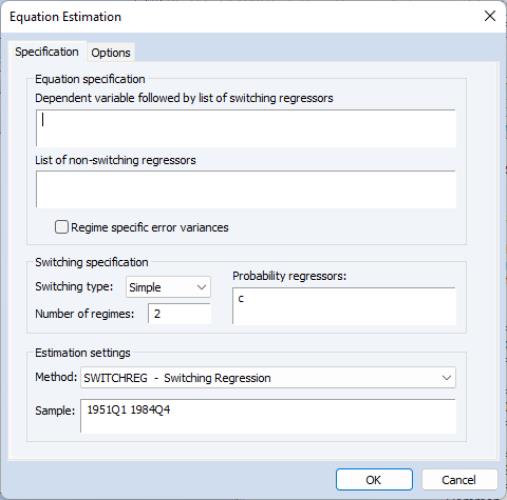 Equation Estimation
Specification Options
Equation specification
Dependent variable followed by list of switching regressors
List of non-switching regressors
Regime specific error variances
Switching specification
Switching type: Simple
Probability regressors:
c
Number of regimes: 2
Estimation settings
Method: SWITCHREG - Switching Regression
Sample: 1951Q1 1984Q4
OK Cancel